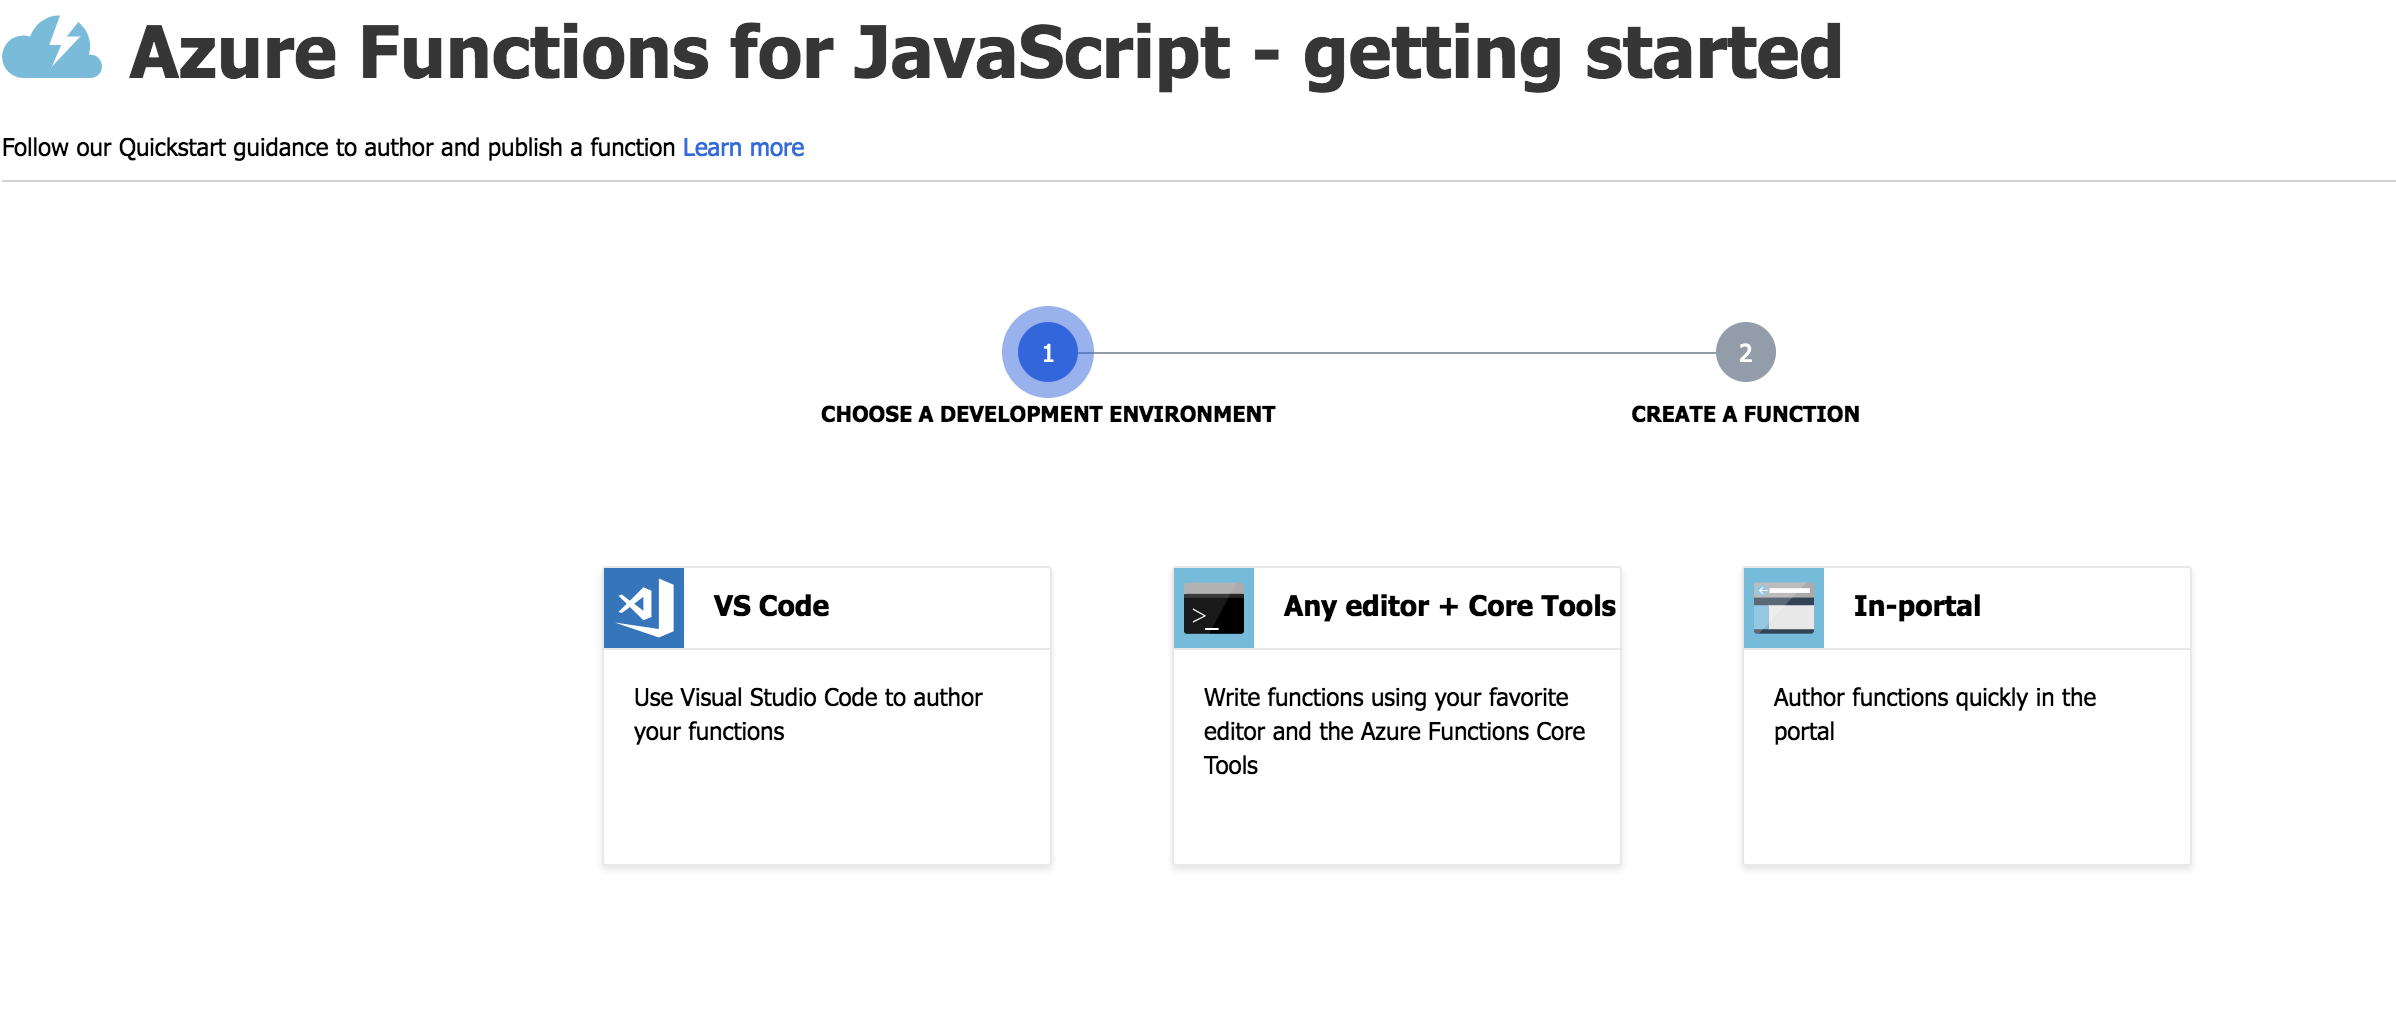 Azure Functions for JavaScript - getting started
Follow our Quickstart guidance to author and publish a function Learn more
1
2
CHOOSE A DEVELOPMENT ENVIRONMENT
CREATE A FUNCTION
VS Code
Use Visual Studio Code to author
your functions
>_
Any editor + Core Tools
Write functions using your favorite
editor and the Azure Functions Core
Tools
In-portal
Author functions quickly in the
portal